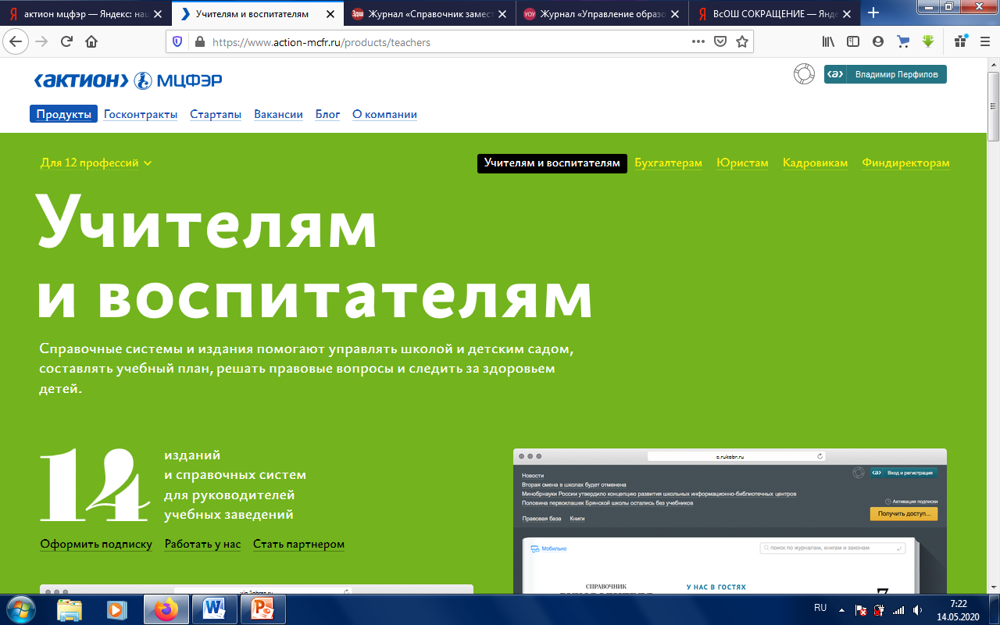 актион мцфэр — Яндекс: наш
Учителям и воспитателям
Журнал «Справочник замест
Журнал «Управление образо
ВсОШ СОКРАЩЕНИЕ — Янде
https://www.action-mcfr.ru/products/teachers
‹актион› МЦФЭР
‹a› Владимир Перфилов
Продукты Госконтракты Стартапы Вакансии Блог О компании
Для 12 профессий
Учителям и воспитателям Бухгалтерам Юристам Кадровикам Финдиректорам
Учителям
и воспитателям
Справочные системы и издания помогают управлять школой и детским садом,
составлять учебный план, решать правовые вопросы и следить за здоровьем
детей.
14
изданий
и справочных систем
для руководителей
учебных заведений
Оформить подписку Работать у нас Стать партнером
e.rukobr.ru
Новости
‹a› Вход и регистрация
Вторая смена в школах будет отменена
Минобрнауки России утвердило концепцию развития школьных информационно-библиотечных центров
Половина первоклашек Брянской школы остались без учебников
Активация подписки
Правовая база Книги
Получить доступ...
Мобильно
поиск по журналам, книгам и законам
СПРАВОЧНИК
У НАС В ГОСТЯХ
RU
7:22
14.05.2020